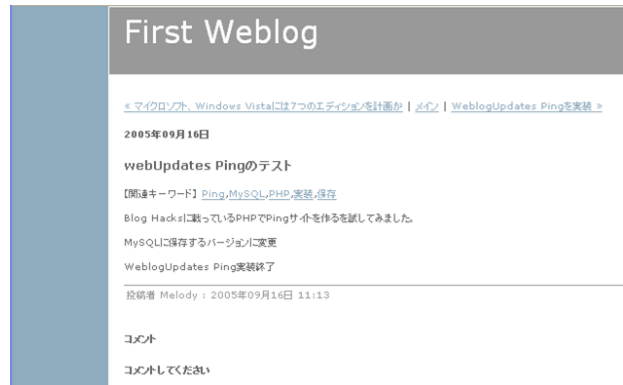 First Weblog
« マイクロソフト、Windows Vistaには7つのエディションを計画か | メイン | WeblogUpdates Pingを実装 »
2005年09月16日
webUpdates Pingのテスト
【関連キーワード】 Ping,MySQL,PHP,実装,保存
Blog Hacksに載っているPHPでPingサイトを作るを試してみました。
MySQLに保存するバージョンに変更
WeblogUpdates Ping実装終了
投稿者 Melody : 2005年09月16日 11:13
コメント
コメントしてください